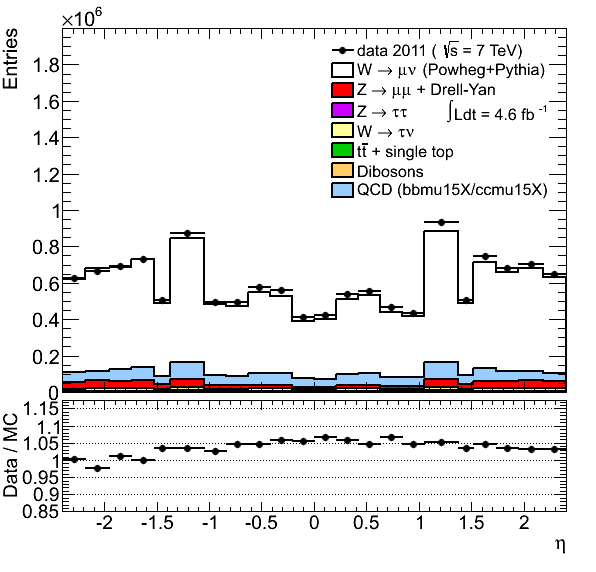 ×10⁶
Entries
1.8
1.6
1.4
1.2
1
0.8
0.6
0.4
0.2
0
data 2011 ( √s = 7 TeV)
W → μν (Powheg+Pythia)
Z → μμ + Drell-Yan
Z → ττ
∫Ldt = 4.6 fb⁻¹
W → τν
tt̄ + single top
Dibosons
QCD (bbmu15X/ccmu15X)
Data / MC
1.15
1.1
1.05
1
0.95
0.9
0.85
-2 -1.5 -1 -0.5 0 0.5 1 1.5 2
η